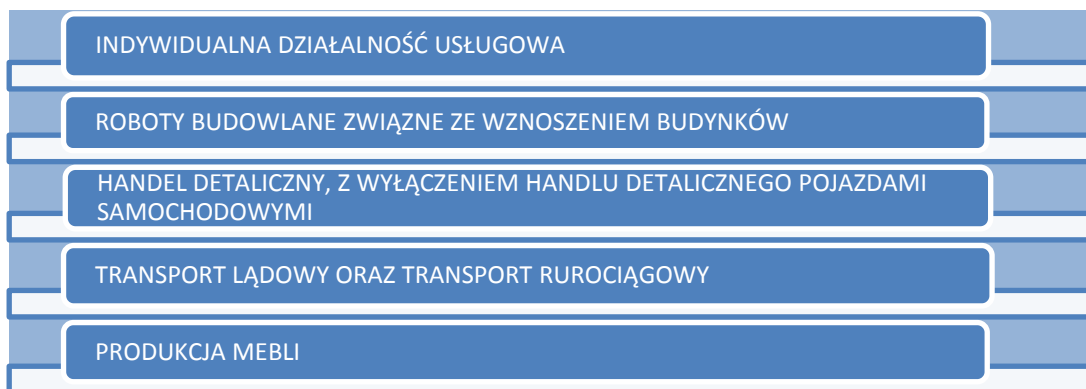 INDYWIDUALNA DZIAŁALNOŚĆ USŁUGOWA
ROBOTY BUDOWLANE ZWIĄZNE ZE WZNOSZENIEM BUDYNKÓW
HANDEL DETALICZNY, Z WYŁĄCZENIEM HANDLU DETALICZNEGO POJAZDAMI
SAMOCHODOWYMI
TRANSPORT LĄDOWY ORAZ TRANSPORT RUROCIĄGOWY
PRODUKCJA MEBLI